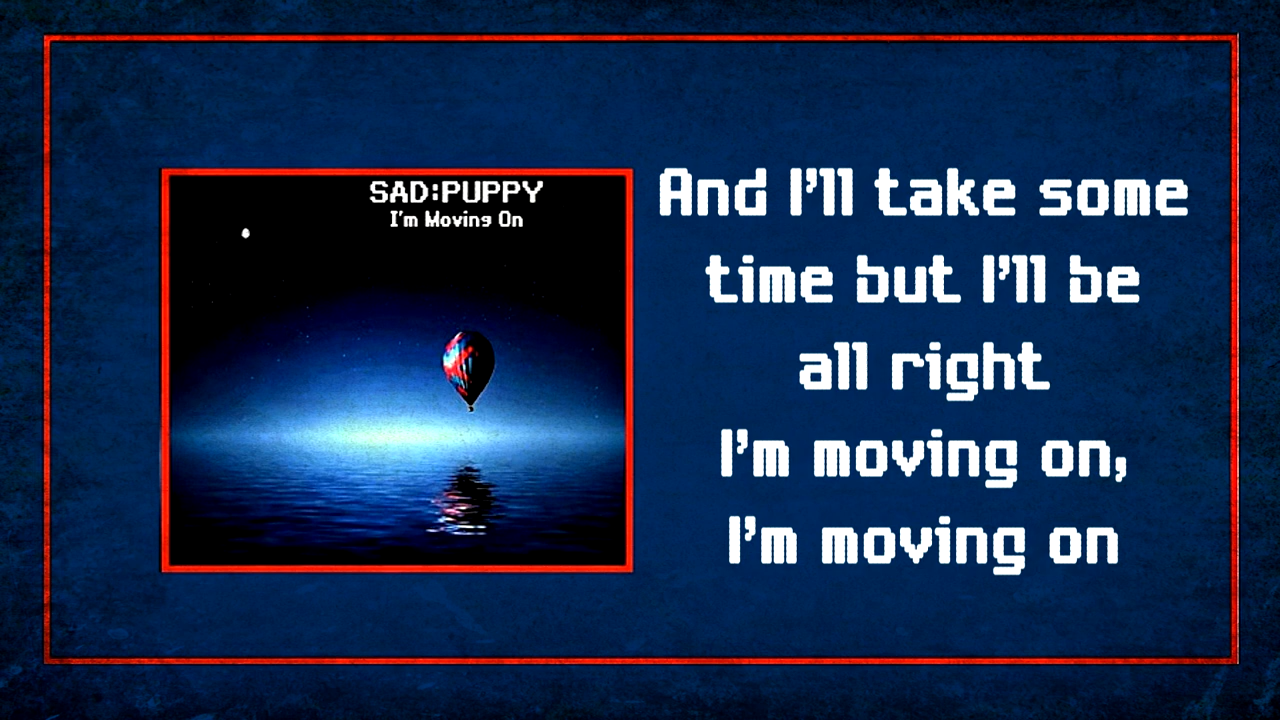 SAD:PUPPY
I'm Moving On
And I'll take some
time but I'll be
all right
I'm moving on,
I'm moving on